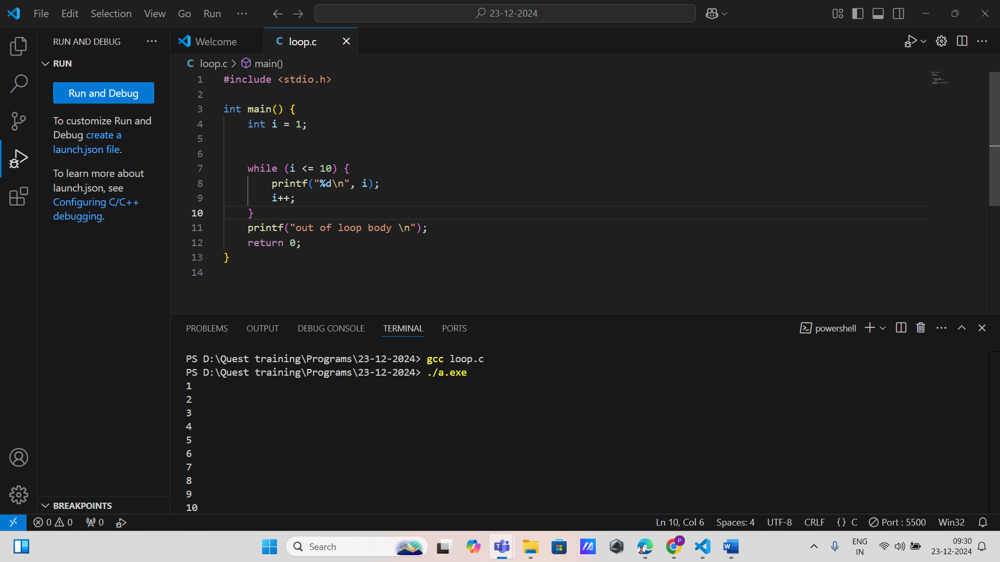 File Edit Selection View Go Run ··· 23-12-2024
RUN AND DEBUG ···
RUN
Run and Debug
To customize Run and
Debug create a
launch.json file.
To learn more about
launch.json, see
Configuring C/C++
debugging.
BREAKPOINTS
Welcome C loop.c
C loop.c > main()
1 #include <stdio.h>
2
3 int main() {
4 int i = 1;
5
6
7 while (i <= 10) {
8 printf("%d\n", i);
9 i++;
10 }
11 printf("out of loop body \n");
12 return 0;
13 }
14
PROBLEMS OUTPUT DEBUG CONSOLE TERMINAL PORTS powershell
PS D:\Quest training\Programs\23-12-2024> gcc loop.c
PS D:\Quest training\Programs\23-12-2024> ./a.exe
1
2
3
4
5
6
7
8
9
10
0 0 0 Ln 10, Col 6 Spaces: 4 UTF-8 CRLF {} C Port : 5500 Win32
Search
P
T
W
ENG
IN
09:30
23-12-2024